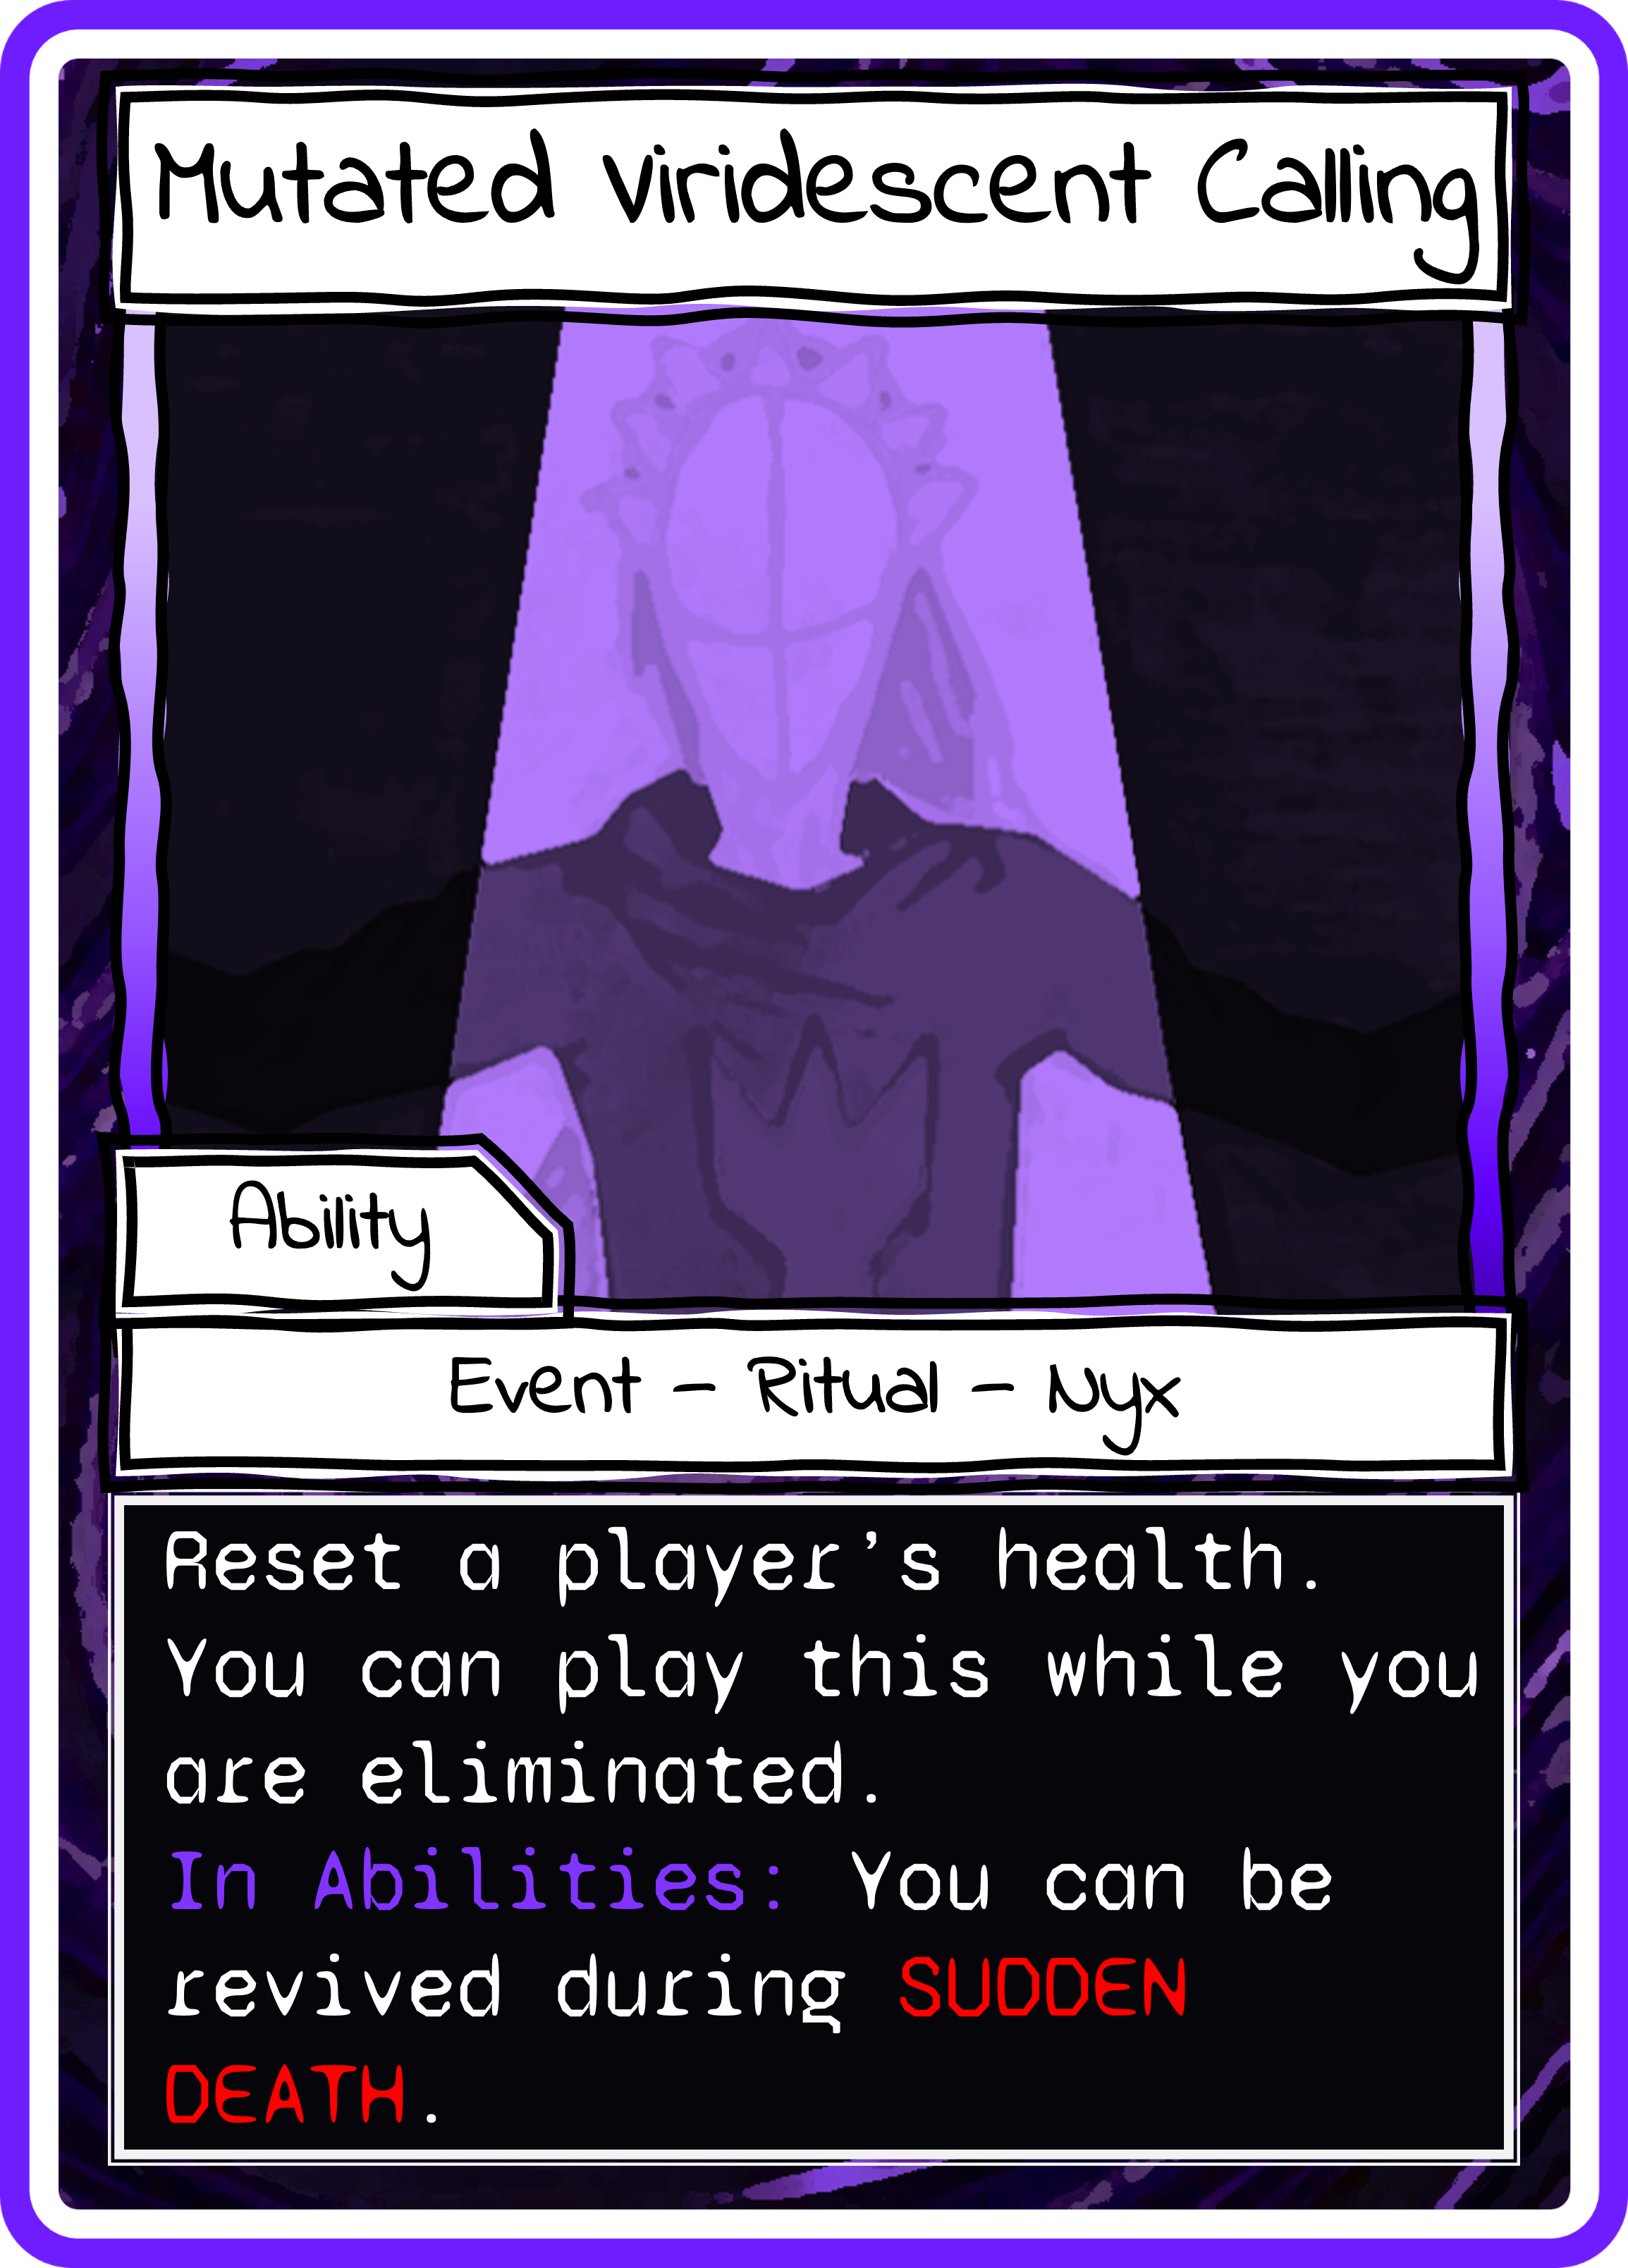 Mutated Viridescent Calling
Ability
Event – Ritual – Nyx
Reset a player's health.
You can play this while you
are eliminated.
In Abilities: You can be
revived during SUDDEN
DEATH.